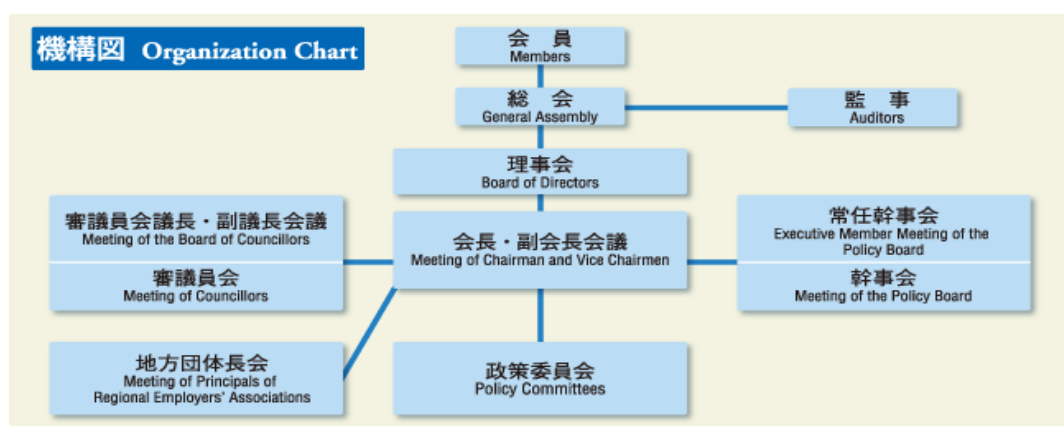 機構図 Organization Chart
会 員
Members
総 会
General Assembly
監 事
Auditors
理事会
Board of Directors
審議員会議長・副議長会議
Meeting of the Board of Councillors
審議員会
Meeting of Councillors
会長・副会長会議
Meeting of Chairman and Vice Chairmen
常任幹事会
Executive Member Meeting of the
Policy Board
幹事会
Meeting of the Policy Board
地方団体長会
Meeting of Principals of
Regional Employers' Associations
政策委員会
Policy Committees